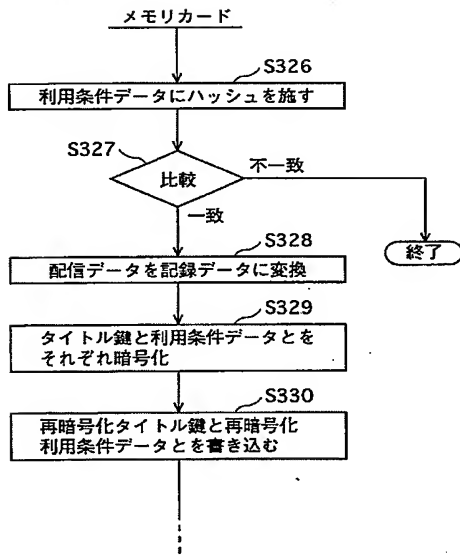 メモリカード
S326
利用条件データにハッシュを施す
S327
比較
不一致
一致
終了
S328
配信データを記録データに変換
S329
タイトル鍵と利用条件データとを
それぞれ暗号化
S330
再暗号化タイトル鍵と再暗号化
利用条件データとを書き込む